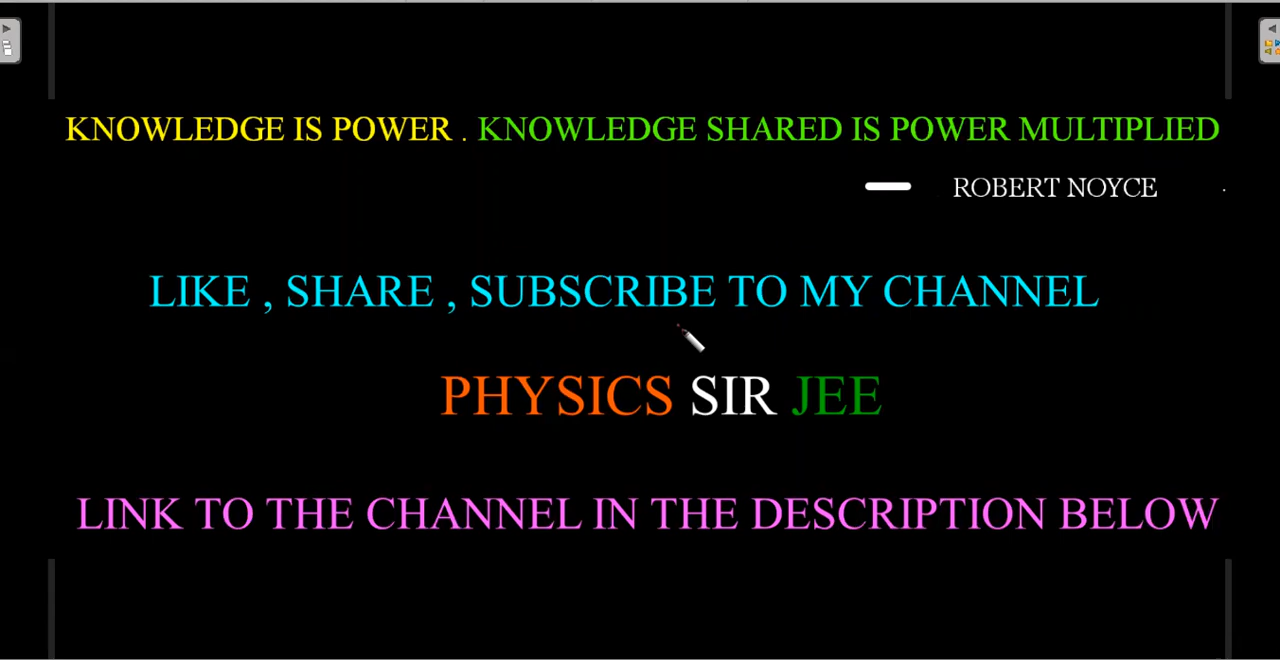 KNOWLEDGE IS POWER . KNOWLEDGE SHARED IS POWER MULTIPLIED
— ROBERT NOYCE .
LIKE , SHARE , SUBSCRIBE TO MY CHANNEL
PHYSICS SIR JEE
LINK TO THE CHANNEL IN THE DESCRIPTION BELOW